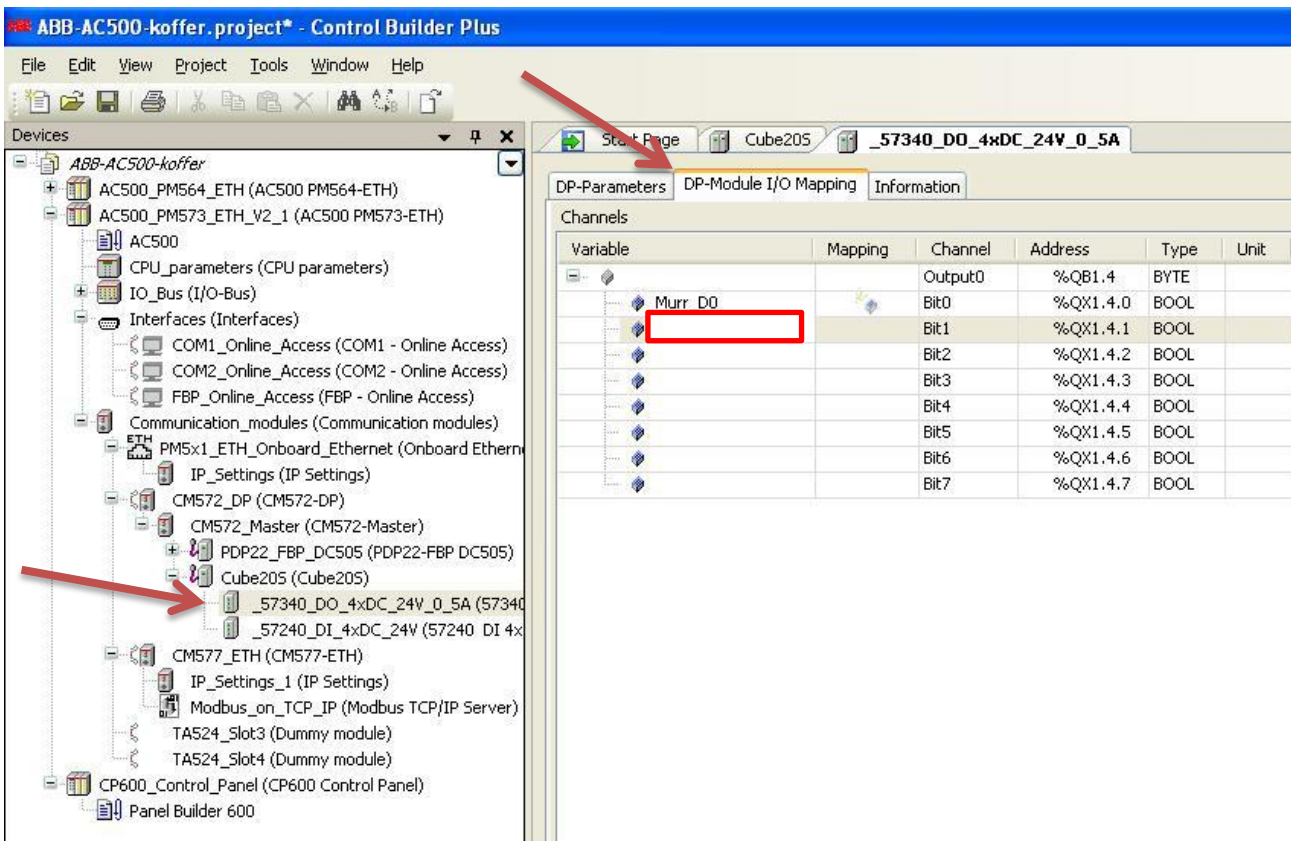 ABB ABB-AC500-koffer.project* - Control Builder Plus
File Edit View Project Tools Window Help
Devices
ABB-AC500-koffer
AC500_PM564_ETH (AC500 PM564-ETH)
AC500_PM573_ETH_V2_1 (AC500 PM573-ETH)
AC500
CPU_parameters (CPU parameters)
IO_Bus (I/O-Bus)
Interfaces (Interfaces)
COM1_Online_Access (COM1 - Online Access)
COM2_Online_Access (COM2 - Online Access)
FBP_Online_Access (FBP - Online Access)
Communication_modules (Communication modules)
ETH PM5x1_ETH_Onboard_Ethernet (Onboard Ethern
IP_Settings (IP Settings)
CM572_DP (CM572-DP)
CM572_Master (CM572-Master)
PDP22_FBP_DC505 (PDP22-FBP DC505)
Cube20S (Cube20S)
_57340_DO_4xDC_24V_0_5A (57340
_57240_DI_4xDC_24V (57240 DI 4x
CM577_ETH (CM577-ETH)
IP_Settings_1 (IP Settings)
Modbus_on_TCP_IP (Modbus TCP/IP Server)
TA524_Slot3 (Dummy module)
TA524_Slot4 (Dummy module)
CP600_Control_Panel (CP600 Control Panel)
Panel Builder 600
Start Page Cube20S _57340_DO_4xDC_24V_0_5A
DP-Parameters DP-Module I/O Mapping Information
Channels
Variable Mapping Channel Address Type Unit
Output0 %QB1.4 BYTE
Murr_D0 Bit0 %QX1.4.0 BOOL
Bit1 %QX1.4.1 BOOL
Bit2 %QX1.4.2 BOOL
Bit3 %QX1.4.3 BOOL
Bit4 %QX1.4.4 BOOL
Bit5 %QX1.4.5 BOOL
Bit6 %QX1.4.6 BOOL
Bit7 %QX1.4.7 BOOL